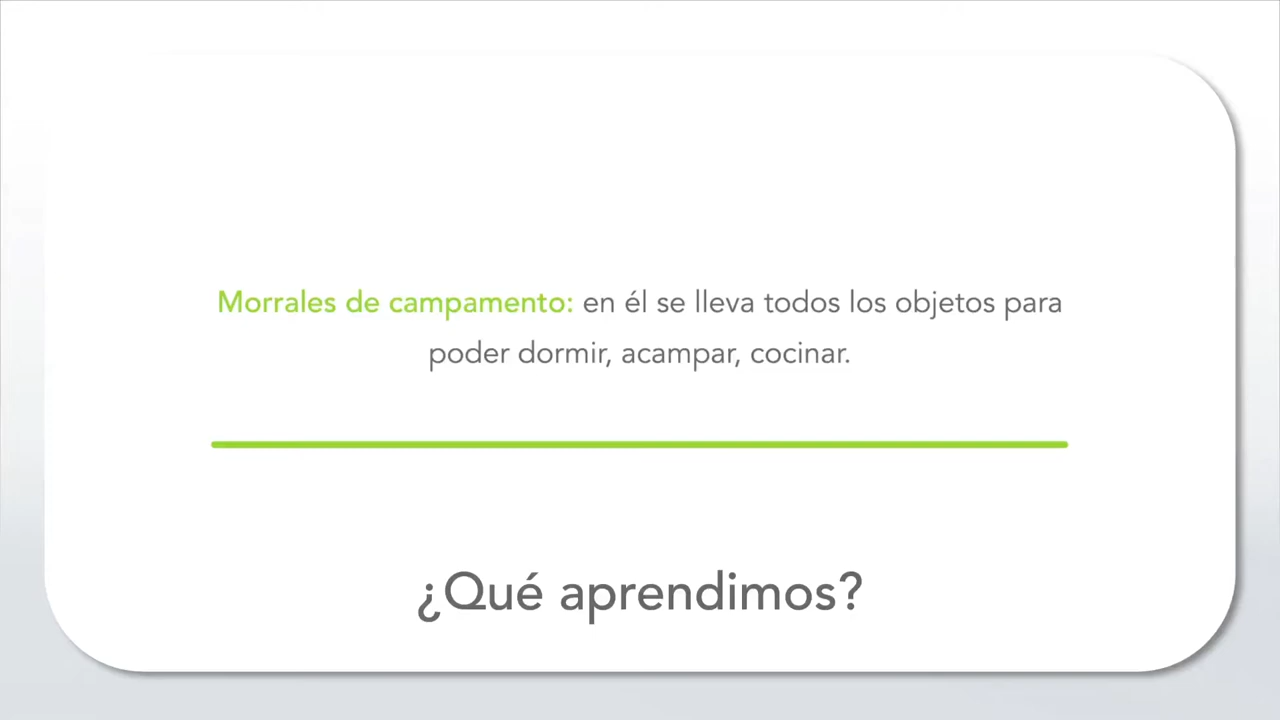 Morrales de campamento: en él se lleva todos los objetos para
poder dormir, acampar, cocinar.
¿Qué aprendimos?